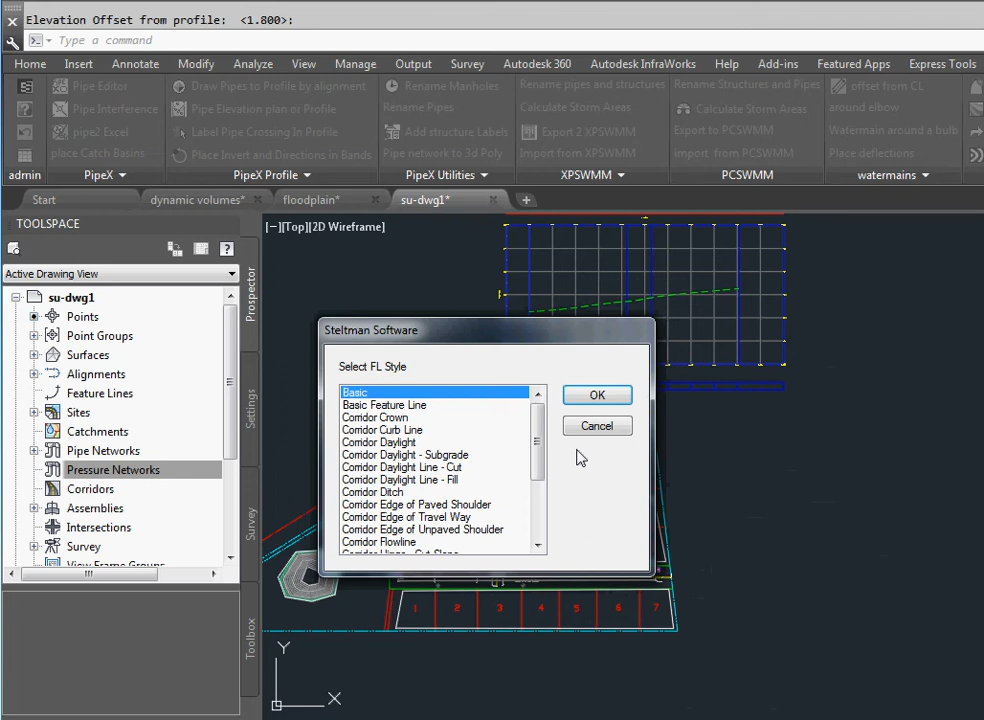 Elevation Offset from profile: <1.800>:
Type a command
Home Insert Annotate Modify Analyze View Manage Output Survey Autodesk 360 Autodesk InfraWorks Help Add-ins Featured Apps Express Tools
Pipe Editor Draw Pipes to Profile by alignment Rename Manholes Rename pipes and structures Rename Structures and Pipes offset from CL
Pipe Interference Pipe Elevation plan or Profile Rename Pipes Calculate Storm Areas Calculate Storm Areas around elbow
pipe2 Excel Label Pipe Crossing In Profile Add structure Labels Export 2 XPSWMM Export to PCSWMM Watermain around a bulb
place Catch Basins Place Invert and Directions in Bands Pipe network to 3d Poly Import from XPSWMM import from PCSWMM Place deflections
admin PipeX PipeX Profile PipeX Utilities XPSWMM PCSWMM watermains
Start dynamic volumes* floodplain* su-dwg1*
TOOLSPACE
[−][Top][2D Wireframe]
Active Drawing View
su-dwg1
Points
Point Groups
Surfaces
Alignments
Feature Lines
Sites
Catchments
Pipe Networks
Pressure Networks
Corridors
Assemblies
Intersections
Survey
View Frame Groups
Prospector
Settings
Survey
Toolbox
Steltman Software
Select FL Style
Basic
Basic Feature Line
Corridor Crown
Corridor Curb Line
Corridor Daylight
Corridor Daylight - Subgrade
Corridor Daylight Line - Cut
Corridor Daylight Line - Fill
Corridor Ditch
Corridor Edge of Paved Shoulder
Corridor Edge of Travel Way
Corridor Edge of Unpaved Shoulder
Corridor Flowline
Corridor Hinge - Cut Slope
OK
Cancel
1 2 3 4 5 6 7
Y
X